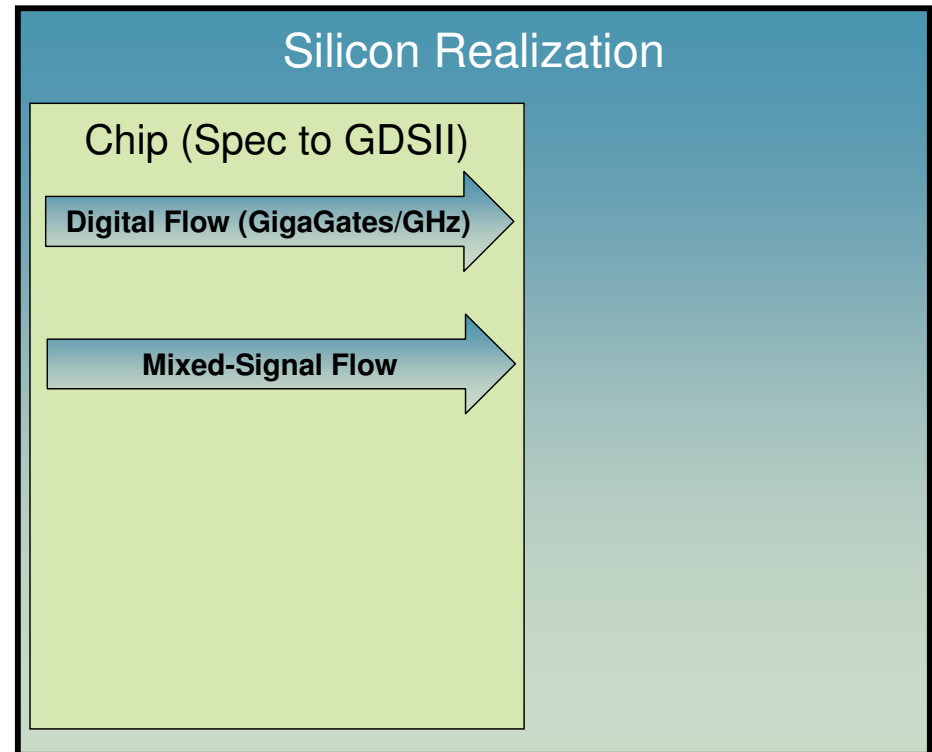 Silicon Realization
Chip (Spec to GDSII)
Digital Flow (GigaGates/GHz)
Mixed-Signal Flow